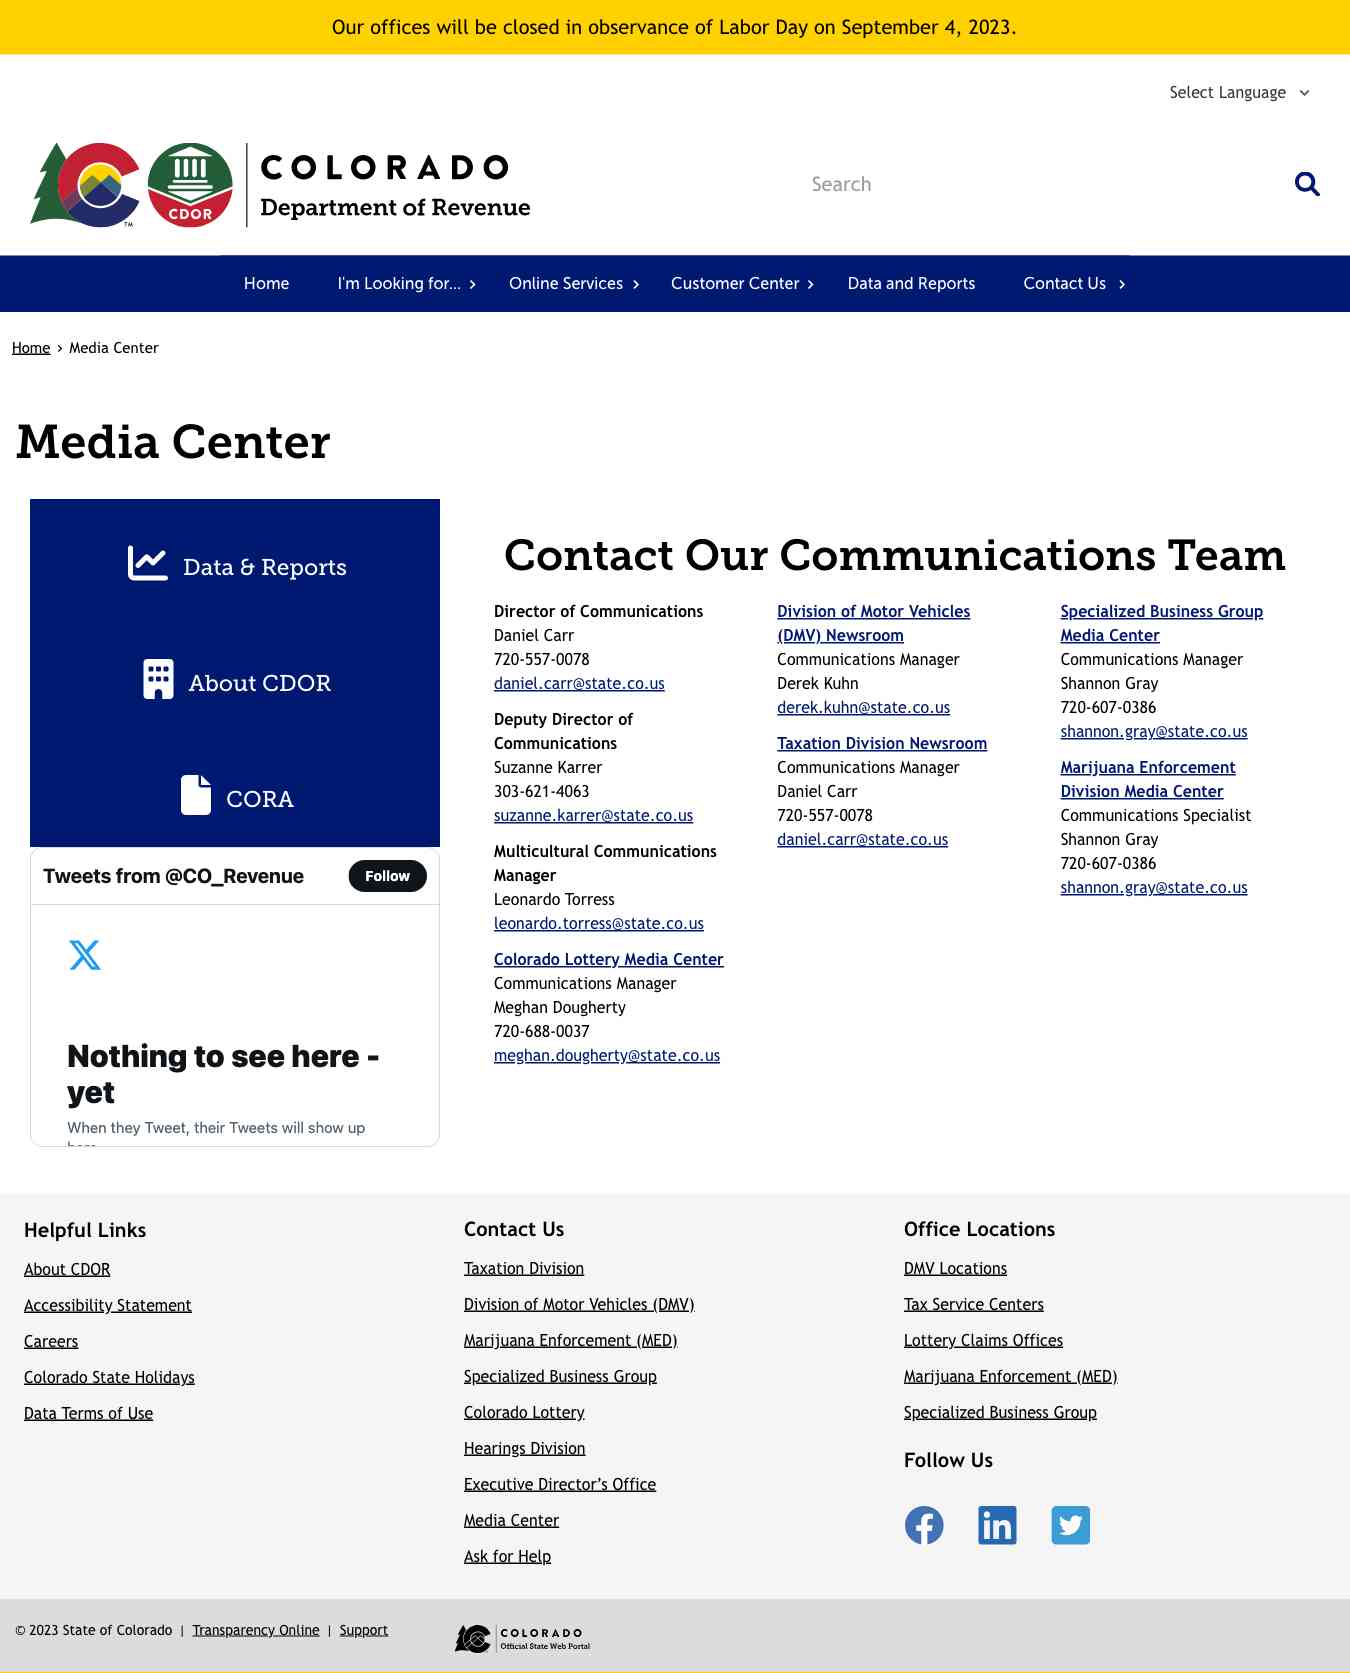 Our offices will be closed in observance of Labor Day on September 4, 2023.
Select Language
CDOR
TM
COLORADO
Department of Revenue
Search
Home
I'm Looking for...
Online Services
Customer Center
Data and Reports
Contact Us
Home › Media Center
Media Center
Data & Reports
About CDOR
CORA
Tweets from @CO_Revenue
Follow
Nothing to see here -
yet
When they Tweet, their Tweets will show up
Contact Our Communications Team
Director of Communications
Daniel Carr
720-557-0078
daniel.carr@state.co.us
Deputy Director of
Communications
Suzanne Karrer
303-621-4063
suzanne.karrer@state.co.us
Multicultural Communications
Manager
Leonardo Torress
leonardo.torress@state.co.us
Colorado Lottery Media Center
Communications Manager
Meghan Dougherty
720-688-0037
meghan.dougherty@state.co.us
Division of Motor Vehicles
(DMV) Newsroom
Communications Manager
Derek Kuhn
derek.kuhn@state.co.us
Taxation Division Newsroom
Communications Manager
Daniel Carr
720-557-0078
daniel.carr@state.co.us
Specialized Business Group
Media Center
Communications Manager
Shannon Gray
720-607-0386
shannon.gray@state.co.us
Marijuana Enforcement
Division Media Center
Communications Specialist
Shannon Gray
720-607-0386
shannon.gray@state.co.us
Helpful Links
About CDOR
Accessibility Statement
Careers
Colorado State Holidays
Data Terms of Use
Contact Us
Taxation Division
Division of Motor Vehicles (DMV)
Marijuana Enforcement (MED)
Specialized Business Group
Colorado Lottery
Hearings Division
Executive Director's Office
Media Center
Ask for Help
Office Locations
DMV Locations
Tax Service Centers
Lottery Claims Offices
Marijuana Enforcement (MED)
Specialized Business Group
Follow Us
© 2023 State of Colorado | Transparency Online | Support
COLORADO
Official State Web Portal